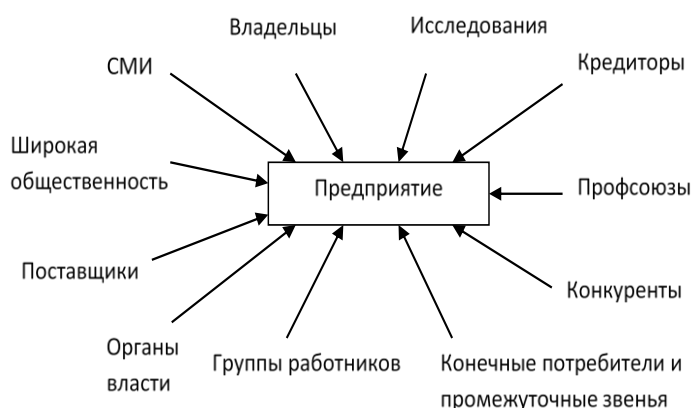 Владельцы
Исследования
СМИ
Кредиторы
Широкая
общественность
Предприятие
Профсоюзы
Поставщики
Конкуренты
Органы
власти
Группы работников
Конечные потребители и
промежуточные звенья